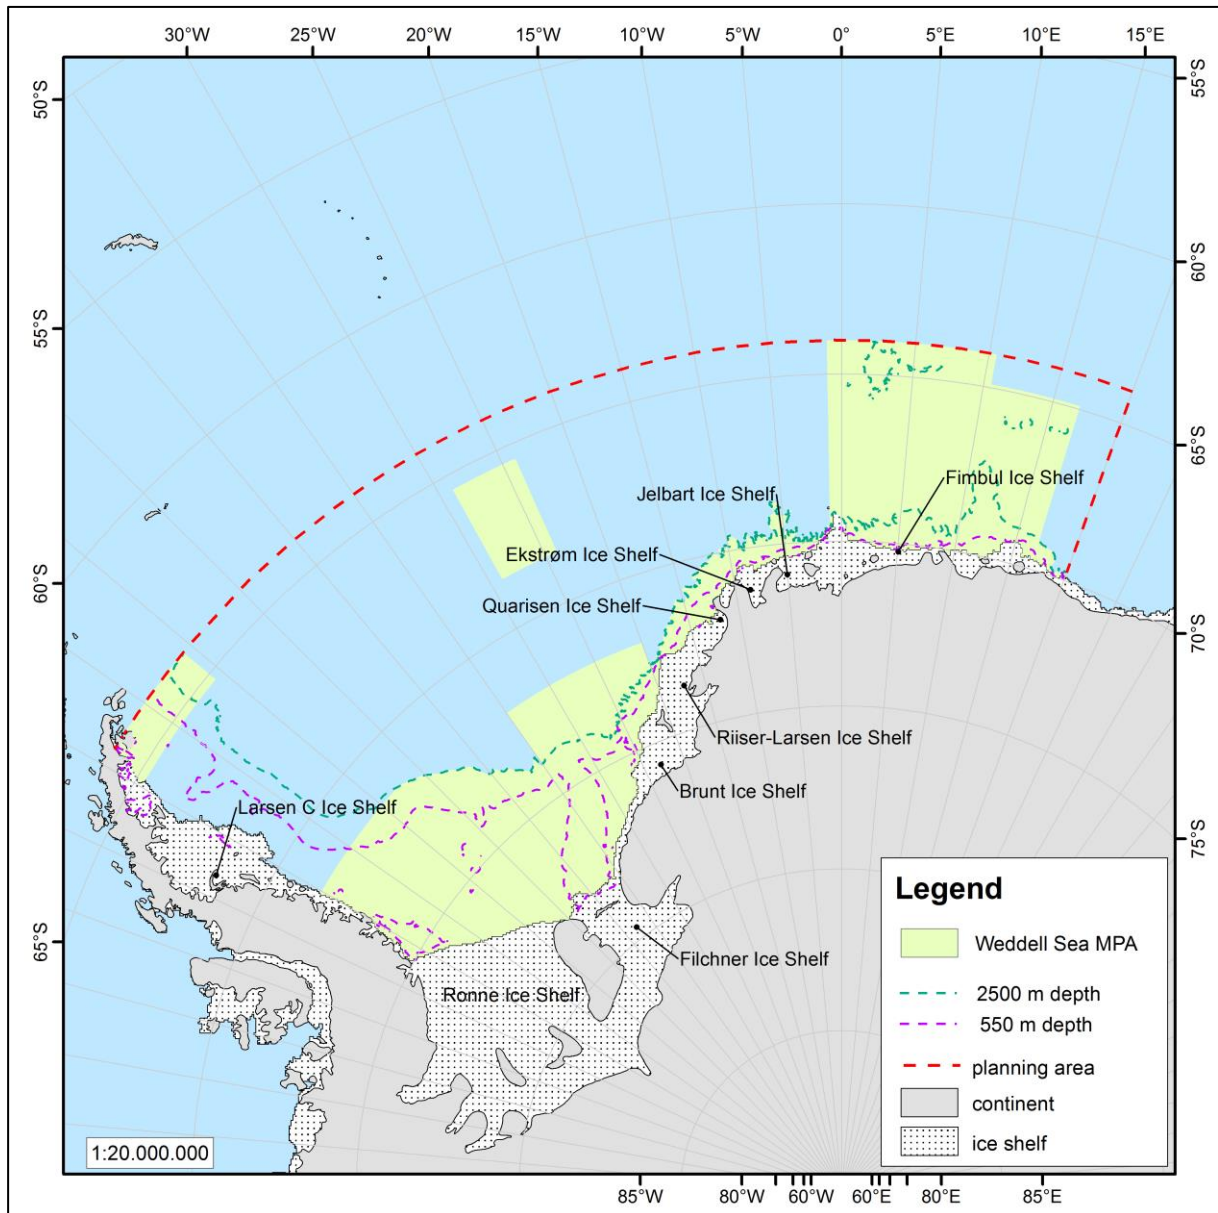 30°W 25°W 20°W 15°W 10°W 5°W 0° 5°E 10°E 15°E
50°S
55°S
60°S
65°S
55°S
60°S
65°S
70°S
75°S
Jelbart Ice Shelf
Fimbul Ice Shelf
Ekstrøm Ice Shelf
Quarisen Ice Shelf
Riiser-Larsen Ice Shelf
Brunt Ice Shelf
Larsen C Ice Shelf
Filchner Ice Shelf
Ronne Ice Shelf
Legend
Weddell Sea MPA
2500 m depth
550 m depth
planning area
continent
ice shelf
1:20.000.000
85°W 80°W 60°W 60°E 80°E 85°E